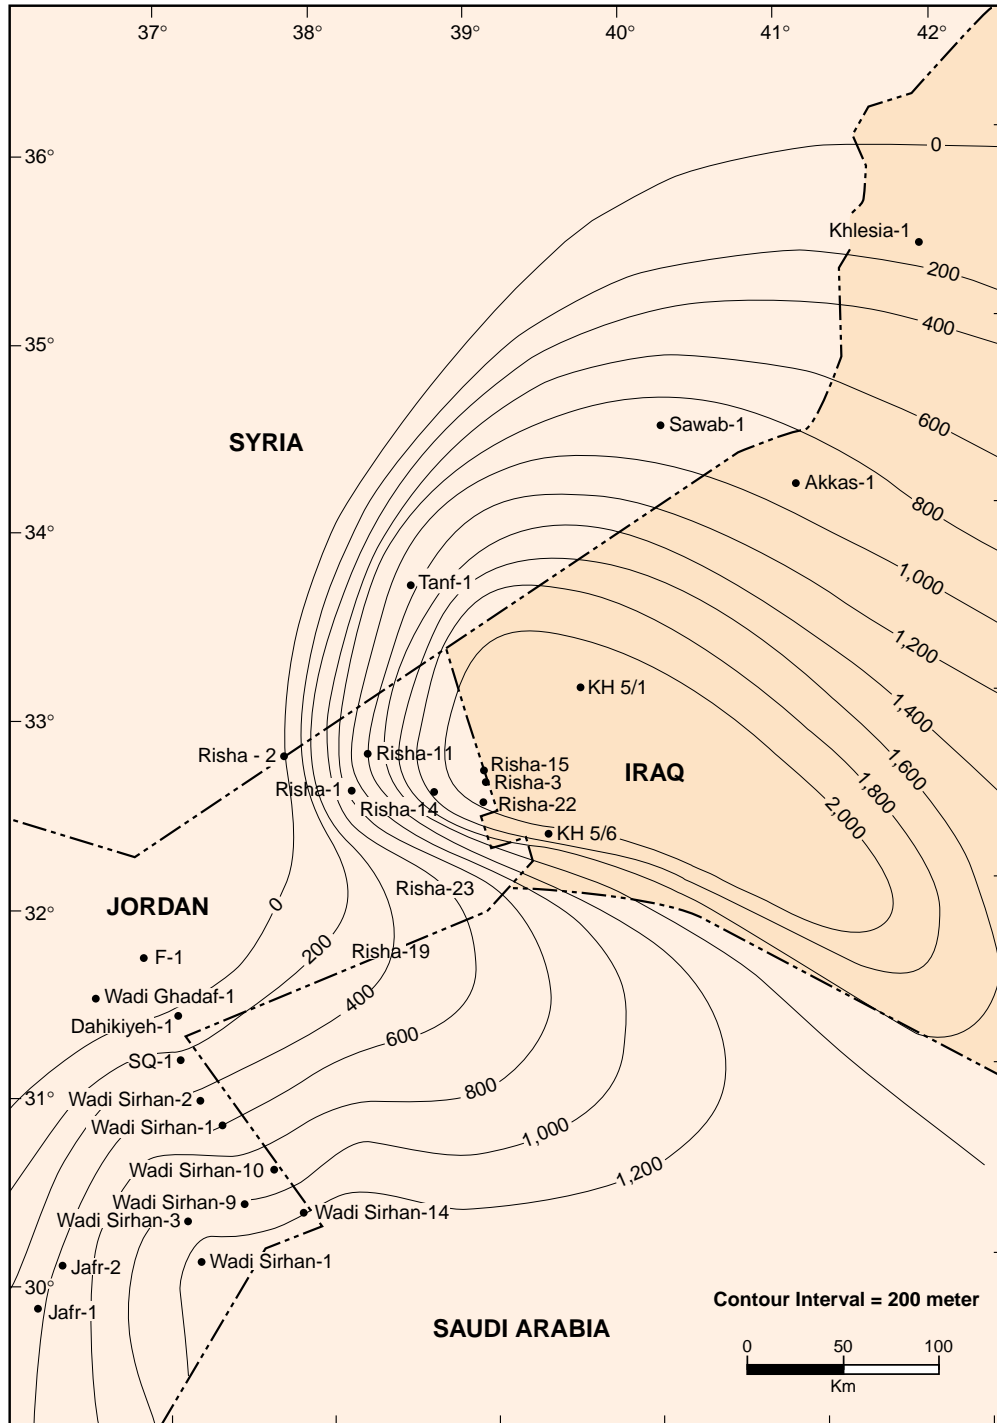 37° 38° 39° 40° 41° 42°
36°
0
Khlesia-1
200
400
35°
600
Sawab-1
SYRIA
Akkas-1
800
34°
1,000
Tanf-1
1,200
KH 5/1
1,400
33°
Risha - 2
Risha-11
Risha-15
1,600
IRAQ
Risha-3
Risha-1
1,800
Risha-14
Risha-22
2,000
KH 5/6
Risha-23
0
JORDAN
32°
200
Risha-19
F-1
Wadi Ghadaf-1
400
Dahikiyeh-1
600
SQ-1
800
31°
Wadi Sirhan-2
Wadi Sirhan-1
1,000
Wadi Sirhan-10
1,200
Wadi Sirhan-9
Wadi Sirhan-14
Wadi Sirhan-3
Wadi Sirhan-1
Jafr-2
30°
Contour Interval = 200 meter
Jafr-1
SAUDI ARABIA
0 50 100
Km